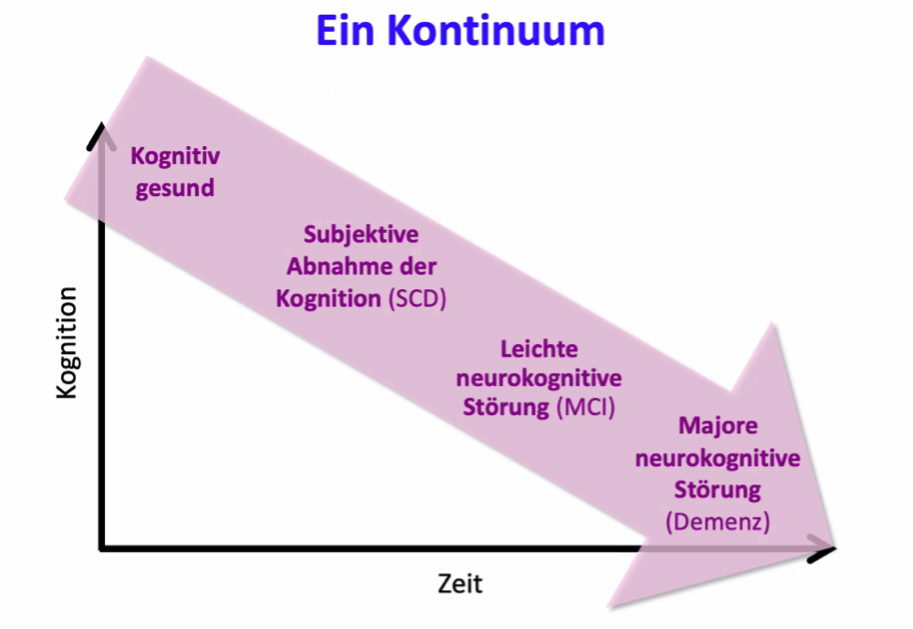 Ein Kontinuum
Kognitiv
gesund
Subjektive
Abnahme der
Kognition (SCD)
Leichte
neurokognitive
Störung (MCI)
Majore
neurokognitive
Störung
(Demenz)
Kognition
Zeit